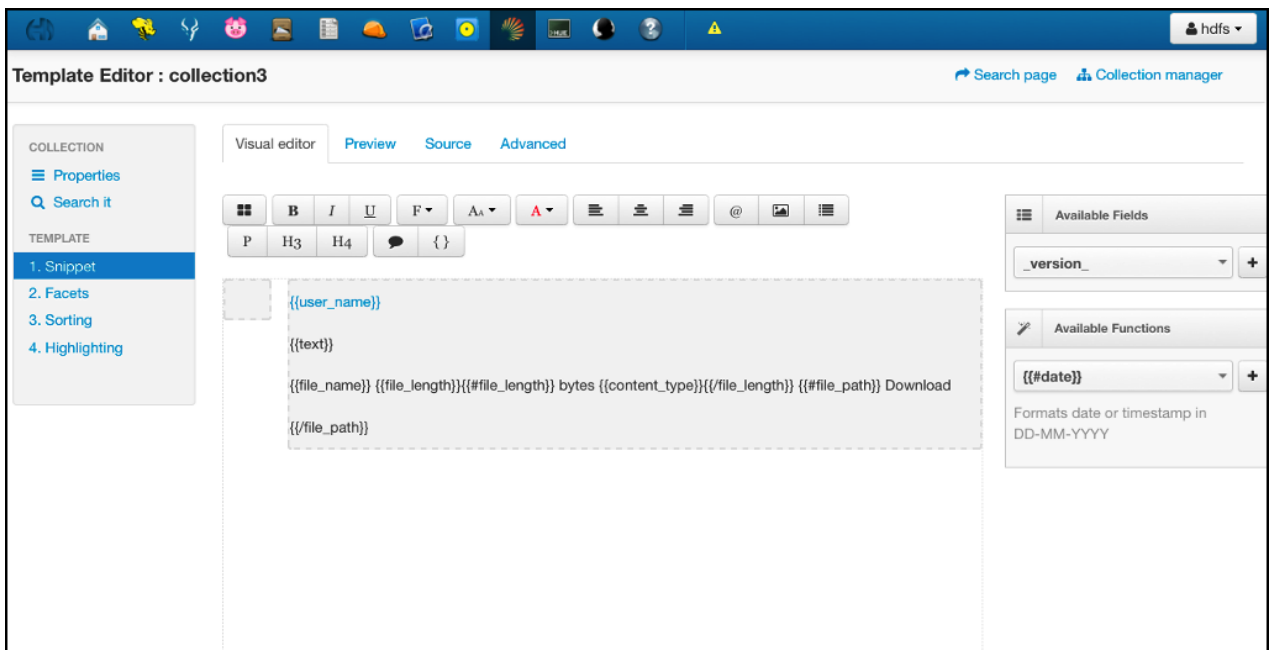 hdfs
Template Editor : collection3
Search page
Collection manager
COLLECTION
Properties
Search it
TEMPLATE
1. Snippet
2. Facets
3. Sorting
4. Highlighting
Visual editor
Preview
Source
Advanced
B I U F AA A @
P H3 H4 {}
{{user_name}}
{{text}}
{{file_name}} {{file_length}}{{#file_length}} bytes {{content_type}}{{/file_length}} {{#file_path}} Download
{{/file_path}}
Available Fields
_version_
+
Available Functions
{{#date}}
+
Formats date or timestamp in
DD-MM-YYYY